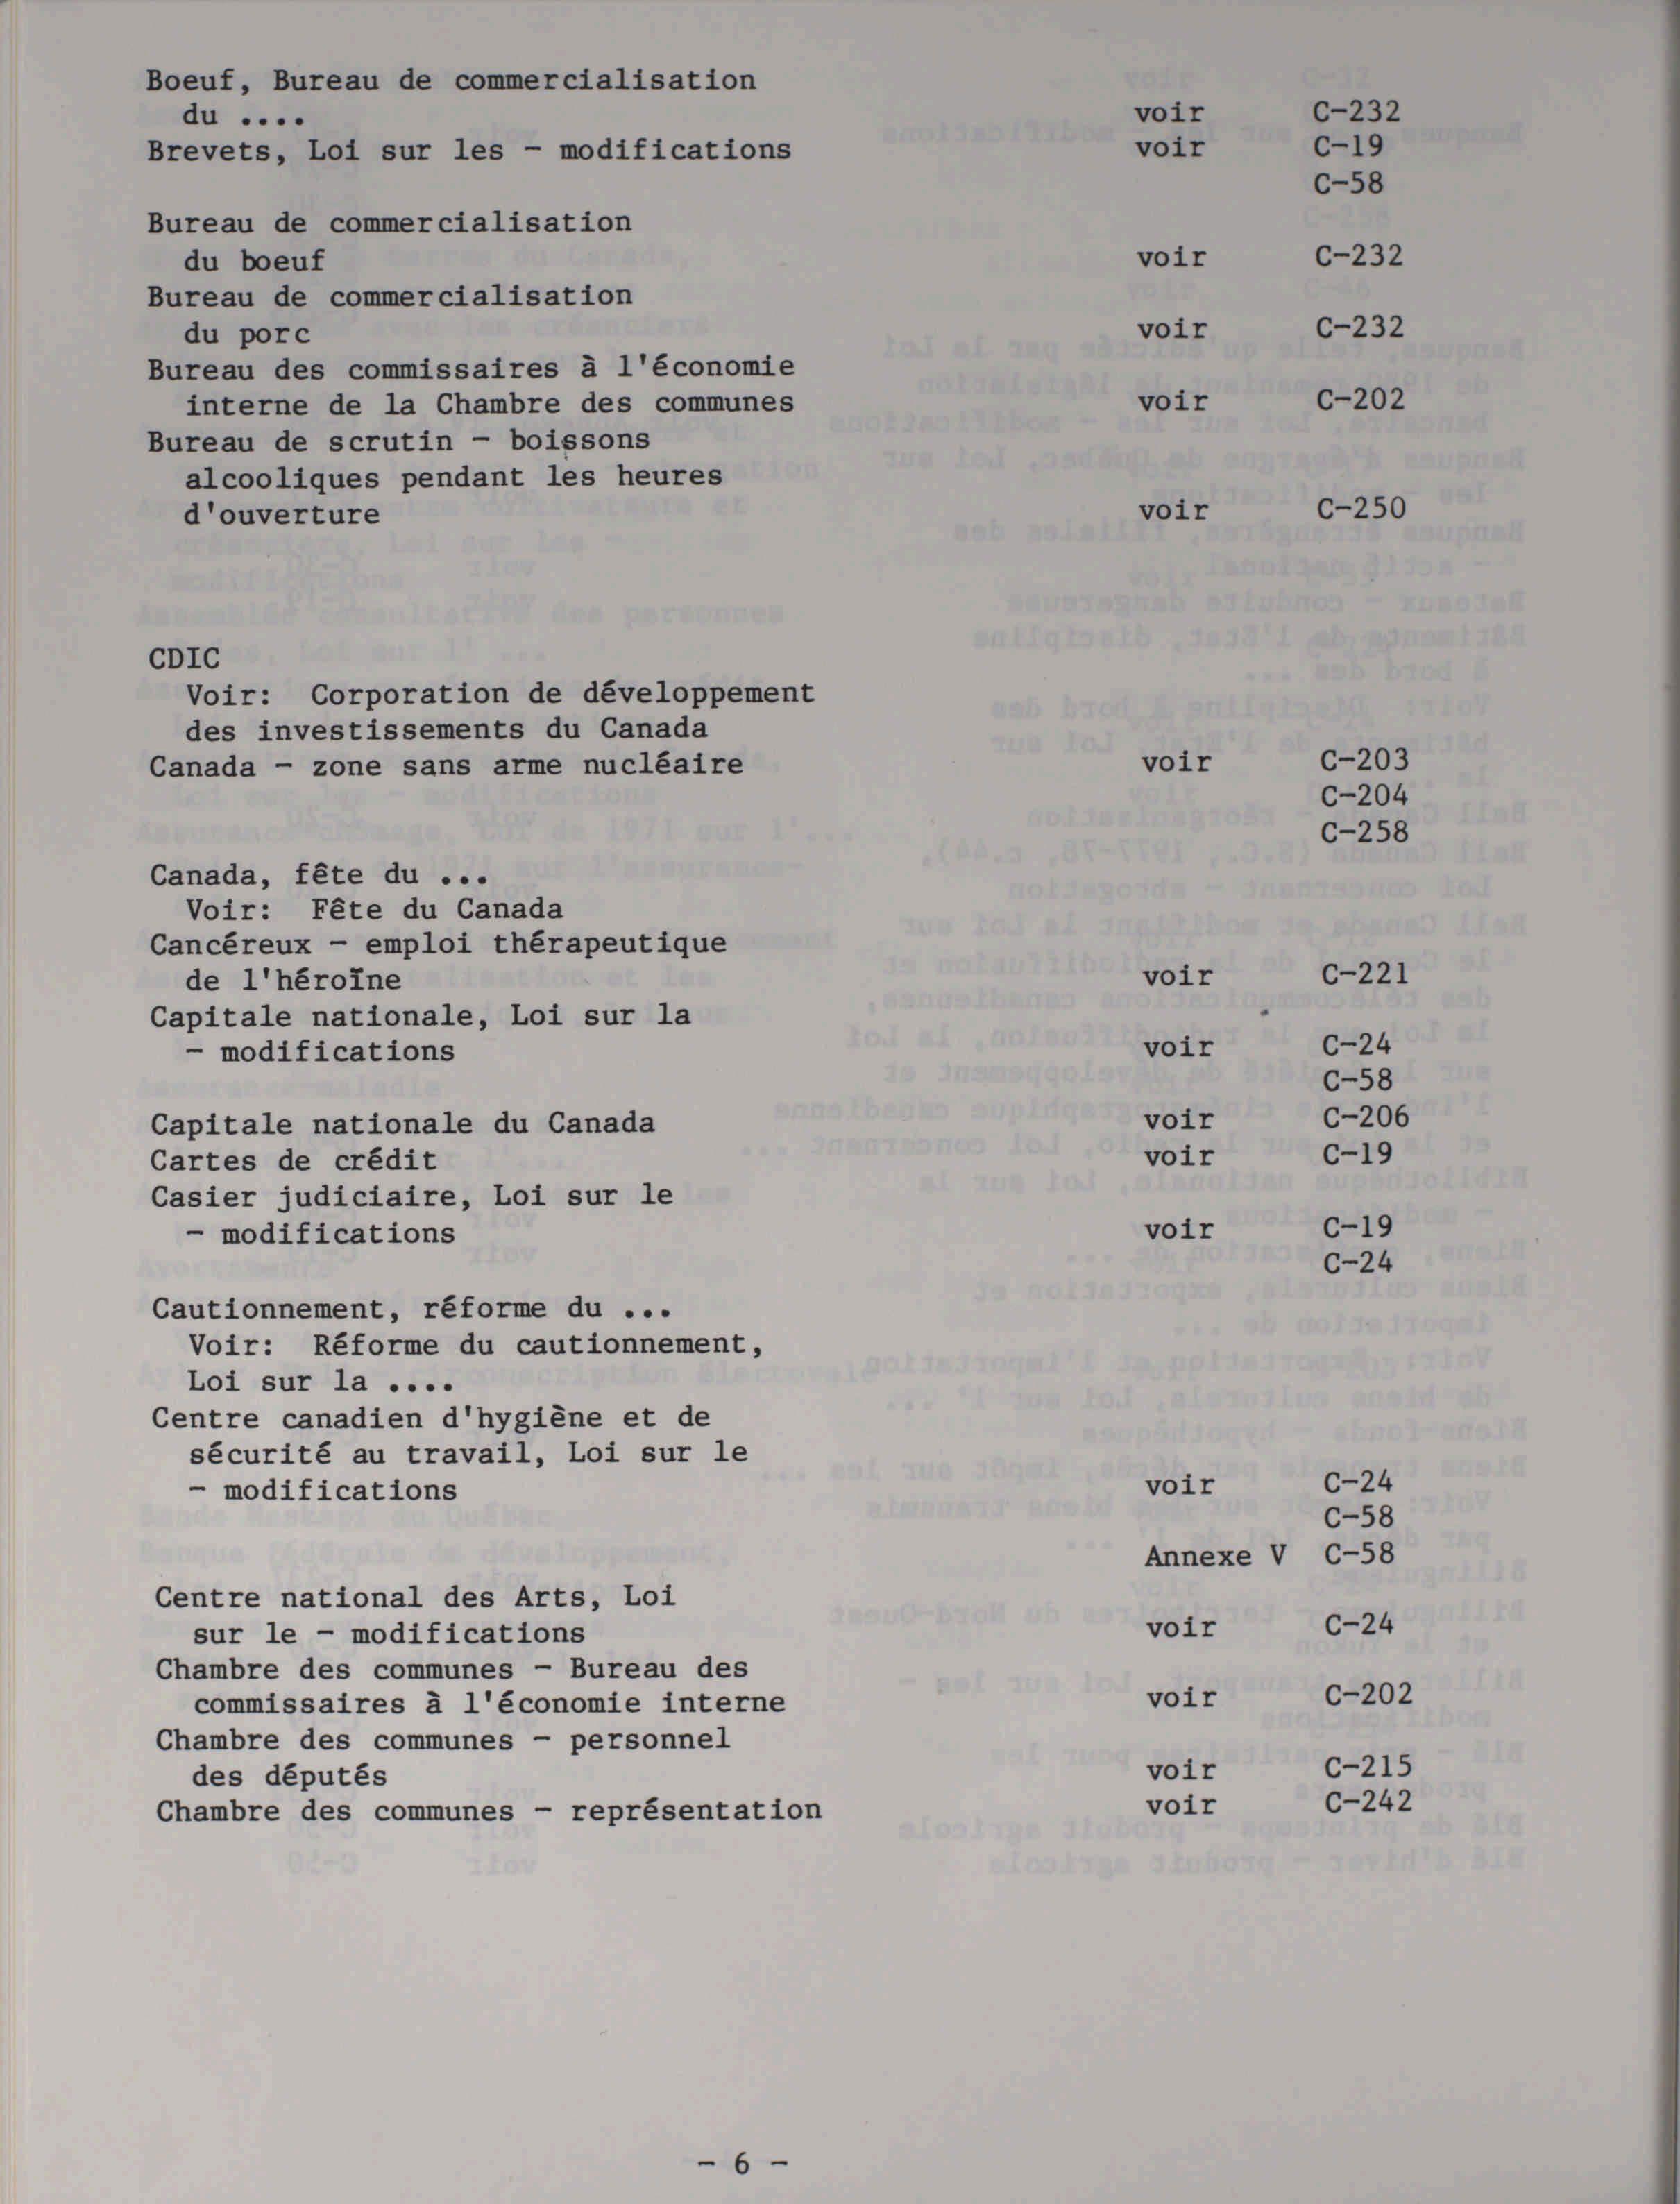 Boeuf, Bureau de commercialisation
du .... voir C-232
Brevets, Loi sur les - modifications voir C-19
C-58
Bureau de commercialisation
du boeuf voir C-232
Bureau de commercialisation
du porc voir C-232
Bureau des commissaires à l'économie
interne de la Chambre des communes voir C-202
Bureau de scrutin - boissons
alcooliques pendant les heures
d'ouverture voir C-250
CDIC
Voir: Corporation de développement
des investissements du Canada
Canada - zone sans arme nucléaire voir C-203
C-204
C-258
Canada, fête du ...
Voir: Fête du Canada
Cancéreux - emploi thérapeutique
de l'héroïne voir C-221
Capitale nationale, Loi sur la
- modifications voir C-24
C-58
Capitale nationale du Canada voir C-206
Cartes de crédit voir C-19
Casier judiciaire, Loi sur le
- modifications voir C-19
C-24
Cautionnement, réforme du ...
Voir: Réforme du cautionnement,
Loi sur la ....
Centre canadien d'hygiène et de
sécurité au travail, Loi sur le
- modifications voir C-24
C-58
Annexe V C-58
Centre national des Arts, Loi
sur le - modifications voir C-24
Chambre des communes - Bureau des
commissaires à l'économie interne voir C-202
Chambre des communes - personnel
des députés voir C-215
Chambre des communes - représentation voir C-242
- 6 -